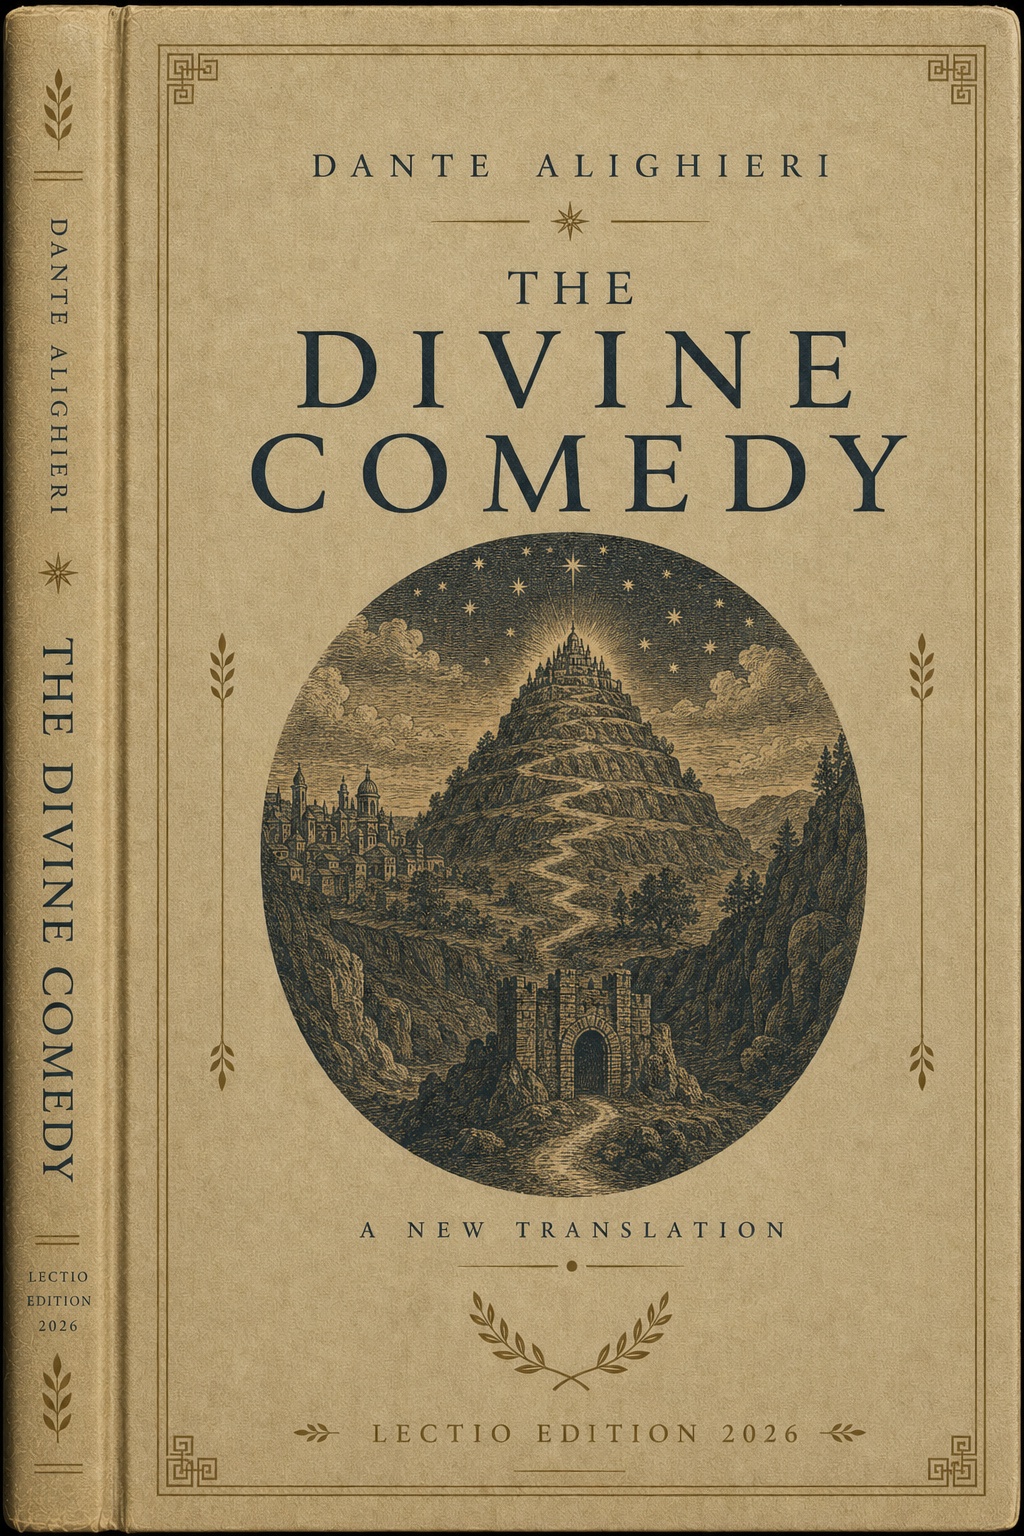 DANTE ALIGHIERI
THE DIVINE COMEDY
LECTIO
EDITION
2026
DANTE ALIGHIERI
THE
DIVINE
COMEDY
A NEW TRANSLATION
LECTIO EDITION 2026